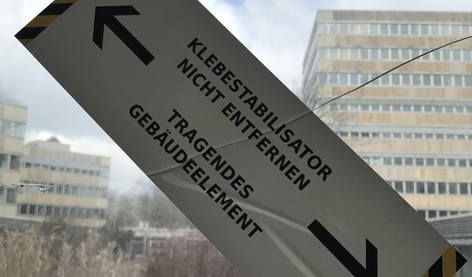 KLEBESTABILISATOR
NICHT ENTFERNEN
TRAGENDES
GEBÄUDEELEMENT